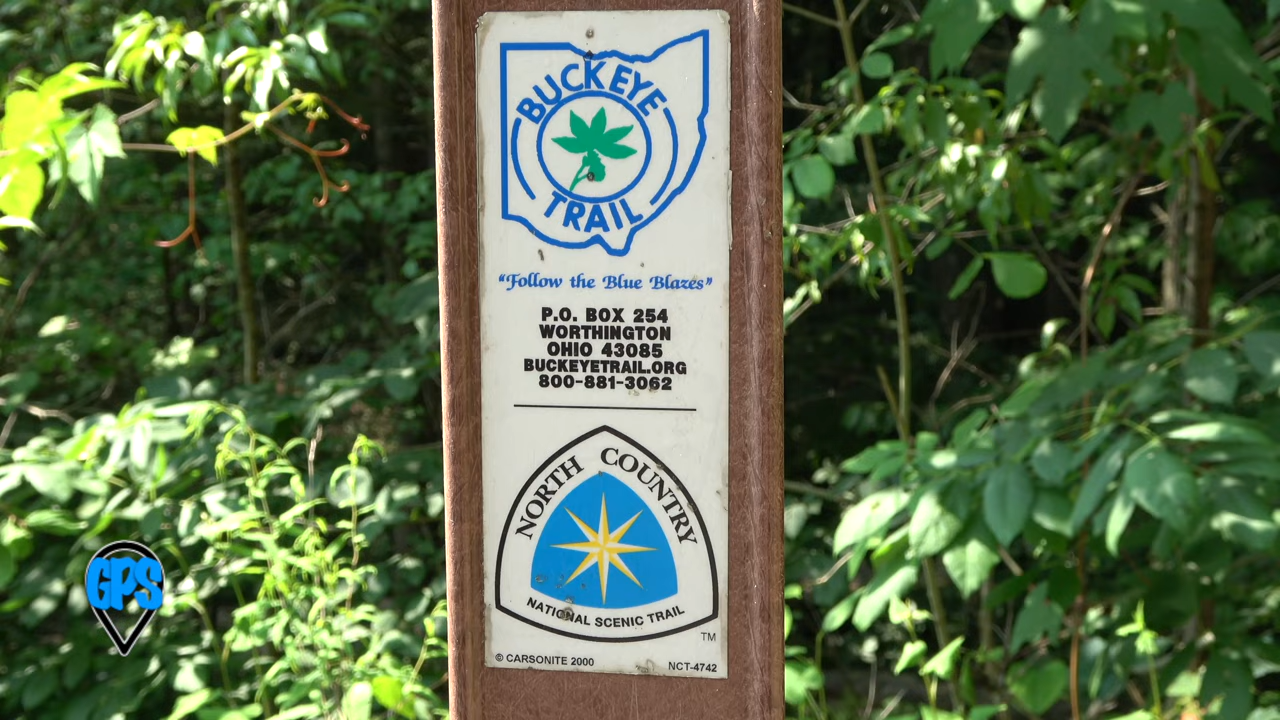 BUCKEYE
TRAIL
“Follow the Blue Blazes”
P.O. BOX 254
WORTHINGTON
OHIO 43085
BUCKEYETRAIL.ORG
800-881-3062
NORTH COUNTRY
NATIONAL SCENIC TRAIL
TM
© CARSONITE 2000
NCT-4742
GPS